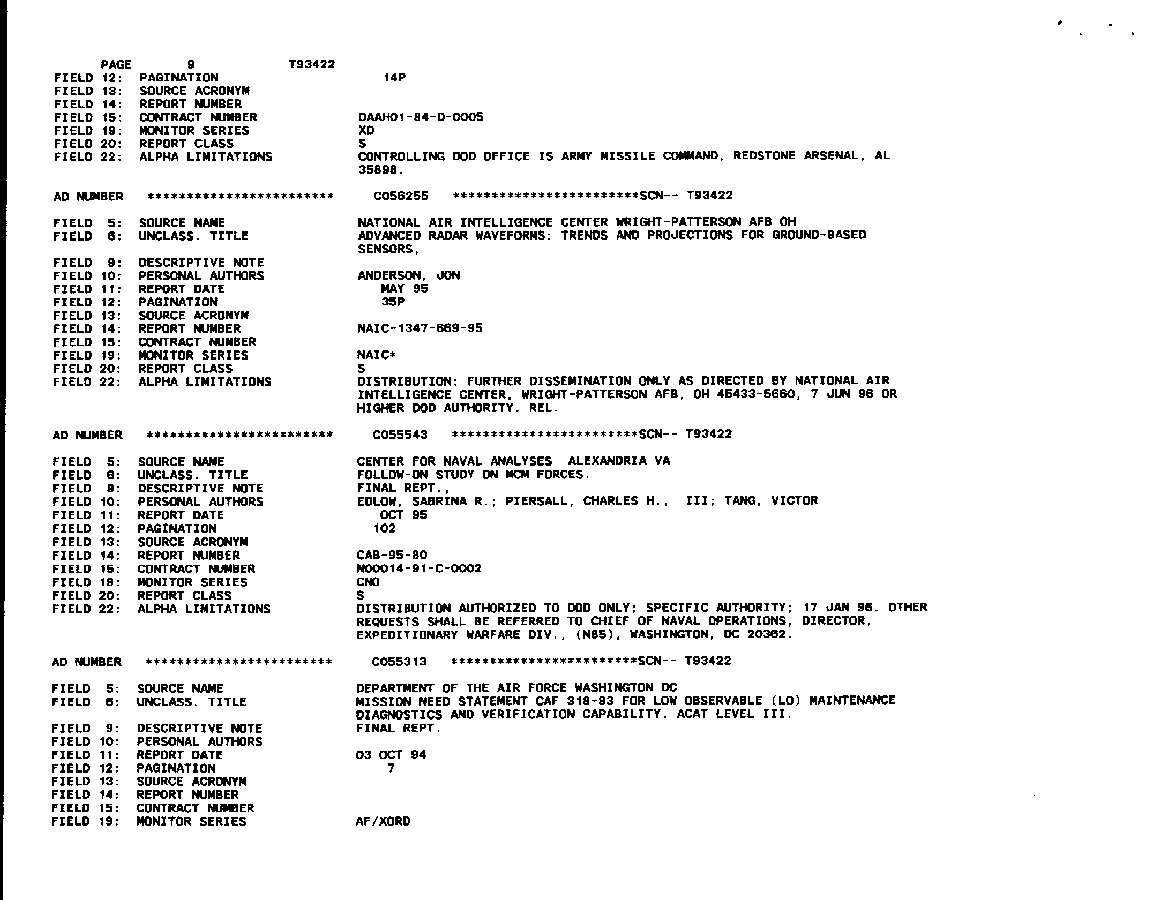 PAGE 9 T93422
FIELD 12: PAGINATION 14P
FIELD 13: SOURCE ACRONYM
FIELD 14: REPORT NUMBER
FIELD 15: CONTRACT NUMBER DAAH01-84-D-0005
FIELD 19: MONITOR SERIES XD
FIELD 20: REPORT CLASS S
FIELD 22: ALPHA LIMITATIONS CONTROLLING DOD OFFICE IS ARMY MISSILE COMMAND, REDSTONE ARSENAL, AL
35898.
AD NUMBER ************************ C056255 ************************SCN-- T93422
FIELD 5: SOURCE NAME NATIONAL AIR INTELLIGENCE CENTER WRIGHT-PATTERSON AFB OH
FIELD 6: UNCLASS. TITLE ADVANCED RADAR WAVEFORMS: TRENDS AND PROJECTIONS FOR GROUND-BASED
SENSORS,
FIELD 9: DESCRIPTIVE NOTE
FIELD 10: PERSONAL AUTHORS ANDERSON, JON
FIELD 11: REPORT DATE MAY 95
FIELD 12: PAGINATION 35P
FIELD 13: SOURCE ACRONYM
FIELD 14: REPORT NUMBER NAIC-1347-669-95
FIELD 15: CONTRACT NUMBER
FIELD 19: MONITOR SERIES NAIC*
FIELD 20: REPORT CLASS S
FIELD 22: ALPHA LIMITATIONS DISTRIBUTION: FURTHER DISSEMINATION ONLY AS DIRECTED BY NATIONAL AIR
INTELLIGENCE CENTER, WRIGHT-PATTERSON AFB, OH 45433-5660, 7 JUN 96 OR
HIGHER DOD AUTHORITY. REL.
AD NUMBER ************************ C055543 ************************SCN-- T93422
FIELD 5: SOURCE NAME CENTER FOR NAVAL ANALYSES ALEXANDRIA VA
FIELD 6: UNCLASS. TITLE FOLLOW-ON STUDY ON MCM FORCES.
FIELD 9: DESCRIPTIVE NOTE FINAL REPT.,
FIELD 10: PERSONAL AUTHORS EDLOW, SABRINA R.; PIERSALL, CHARLES H., III; TANG, VICTOR
FIELD 11: REPORT DATE OCT 95
FIELD 12: PAGINATION 102
FIELD 13: SOURCE ACRONYM
FIELD 14: REPORT NUMBER CAB-95-80
FIELD 15: CONTRACT NUMBER N00014-91-C-0002
FIELD 19: MONITOR SERIES CNO
FIELD 20: REPORT CLASS S
FIELD 22: ALPHA LIMITATIONS DISTRIBUTION AUTHORIZED TO DOD ONLY; SPECIFIC AUTHORITY; 17 JAN 96. OTHER
REQUESTS SHALL BE REFERRED TO CHIEF OF NAVAL OPERATIONS, DIRECTOR,
EXPEDITIONARY WARFARE DIV., (N85), WASHINGTON, DC 20362.
AD NUMBER ************************ C055313 ************************SCN-- T93422
FIELD 5: SOURCE NAME DEPARTMENT OF THE AIR FORCE WASHINGTON DC
FIELD 6: UNCLASS. TITLE MISSION NEED STATEMENT CAF 318-93 FOR LOW OBSERVABLE (LO) MAINTENANCE
DIAGNOSTICS AND VERIFICATION CAPABILITY. ACAT LEVEL III.
FIELD 9: DESCRIPTIVE NOTE FINAL REPT.
FIELD 10: PERSONAL AUTHORS
FIELD 11: REPORT DATE 03 OCT 94
FIELD 12: PAGINATION 7
FIELD 13: SOURCE ACRONYM
FIELD 14: REPORT NUMBER
FIELD 15: CONTRACT NUMBER
FIELD 19: MONITOR SERIES AF/XORD